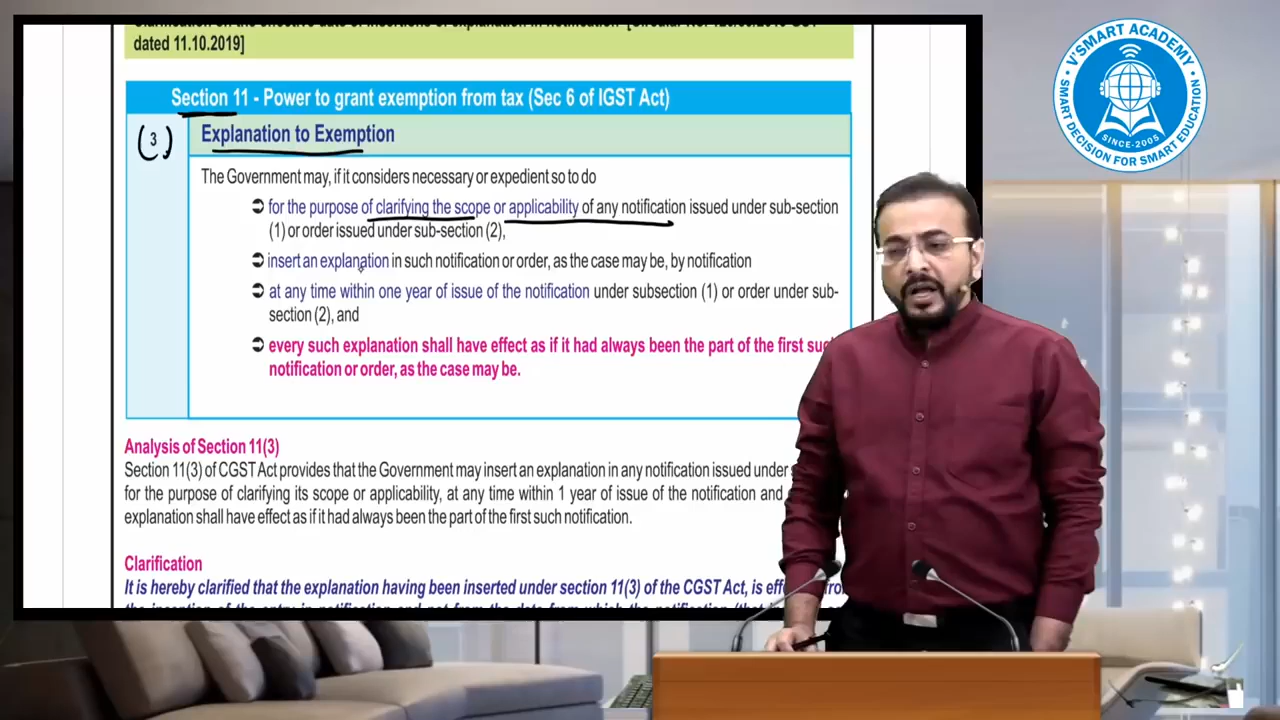 dated 11.10.2019]
Section 11 - Power to grant exemption from tax (Sec 6 of IGST Act)
(3)
Explanation to Exemption
The Government may, if it considers necessary or expedient so to do
➲ for the purpose of clarifying the scope or applicability of any notification issued under sub-section
(1) or order issued under sub-section (2),
➲ insert an explanation in such notification or order, as the case may be, by notification
➲ at any time within one year of issue of the notification under subsection (1) or order under sub-
section (2), and
➲ every such explanation shall have effect as if it had always been the part of the first
notification or order, as the case may be.
Analysis of Section 11(3)
Section 11(3) of CGST Act provides that the Government may insert an explanation in any notification issued under
for the purpose of clarifying its scope or applicability, at any time within 1 year of issue of the notification and
explanation shall have effect as if it had always been the part of the first such notification.
Clarification
It is hereby clarified that the explanation having been inserted under section 11(3) of the CGST Act, is
V'SMART ACADEMY
SINCE-2005
SMART DECISION FOR SMART EDUCATION